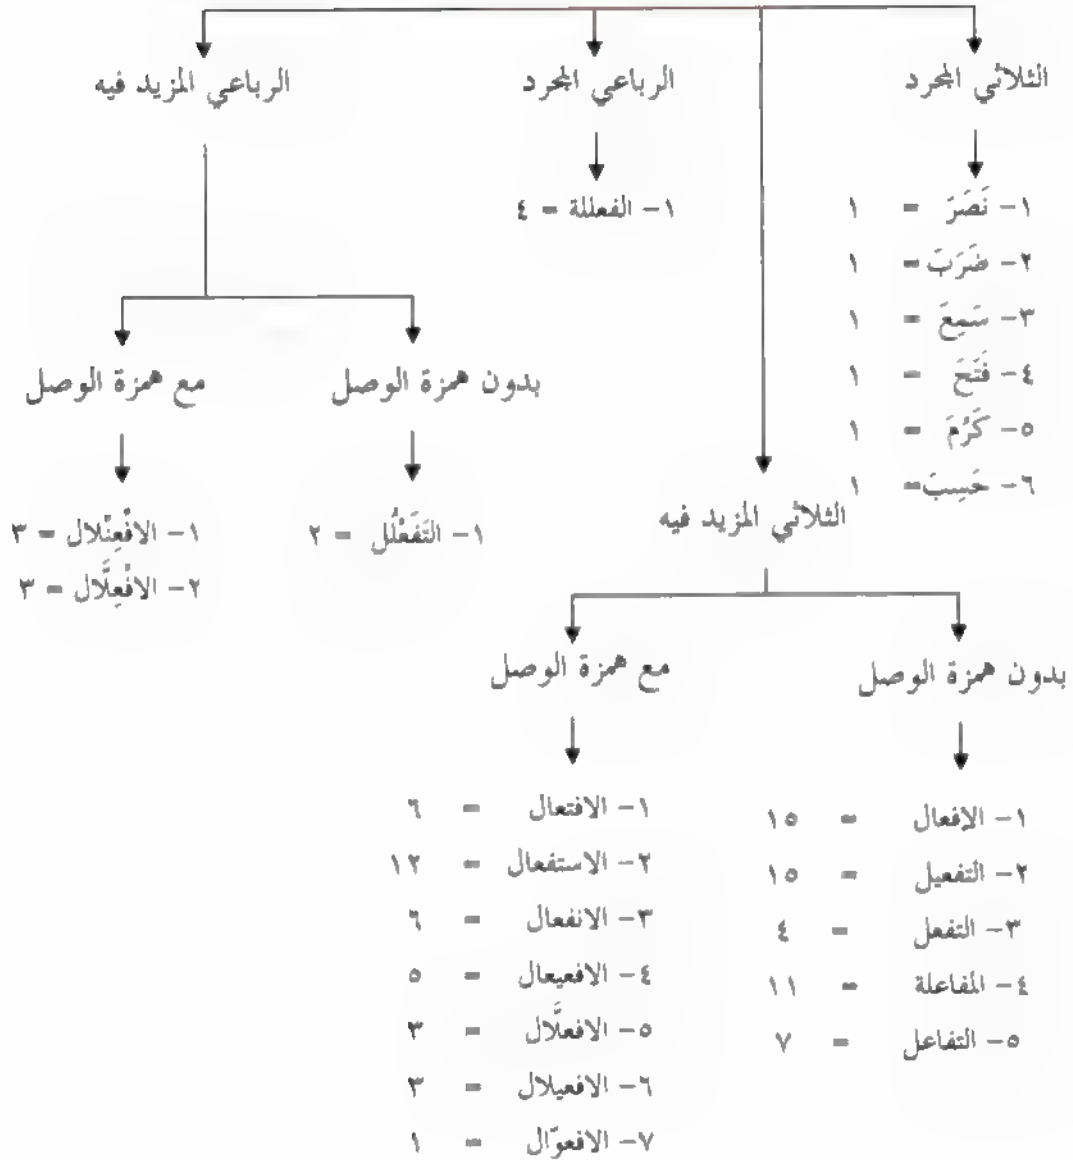 الثلاثي المجرد
١- نَصَرَ = ١
٢- ضَرَبَ = ١
٣- سَمِعَ = ١
٤- فَتَحَ = ١
٥- كَرُمَ = ١
٦- حَسِبَ = ١
الرباعي المجرد
١- الفعللة = ٤
الرباعي المزيد فيه
بدون همزة الوصل
١- التَفَعْلُل = ٢
مع همزة الوصل
١- الافْعِنْلال = ٣
٢- الافْعِلَّال = ٣
الثلاثي المزيد فيه
بدون همزة الوصل
١- الإفعال = ١٥
٢- التفعيل = ١٥
٣- التفعل = ٤
٤- المفاعلة = ١١
٥- التفاعل = ٧
مع همزة الوصل
١- الافتعال = ٦
٢- الاستفعال = ١٢
٣- الانفعال = ٦
٤- الافعيعال = ٥
٥- الافعلَّال = ٣
٦- الافعيلال = ٣
٧- الافعوّال = ١